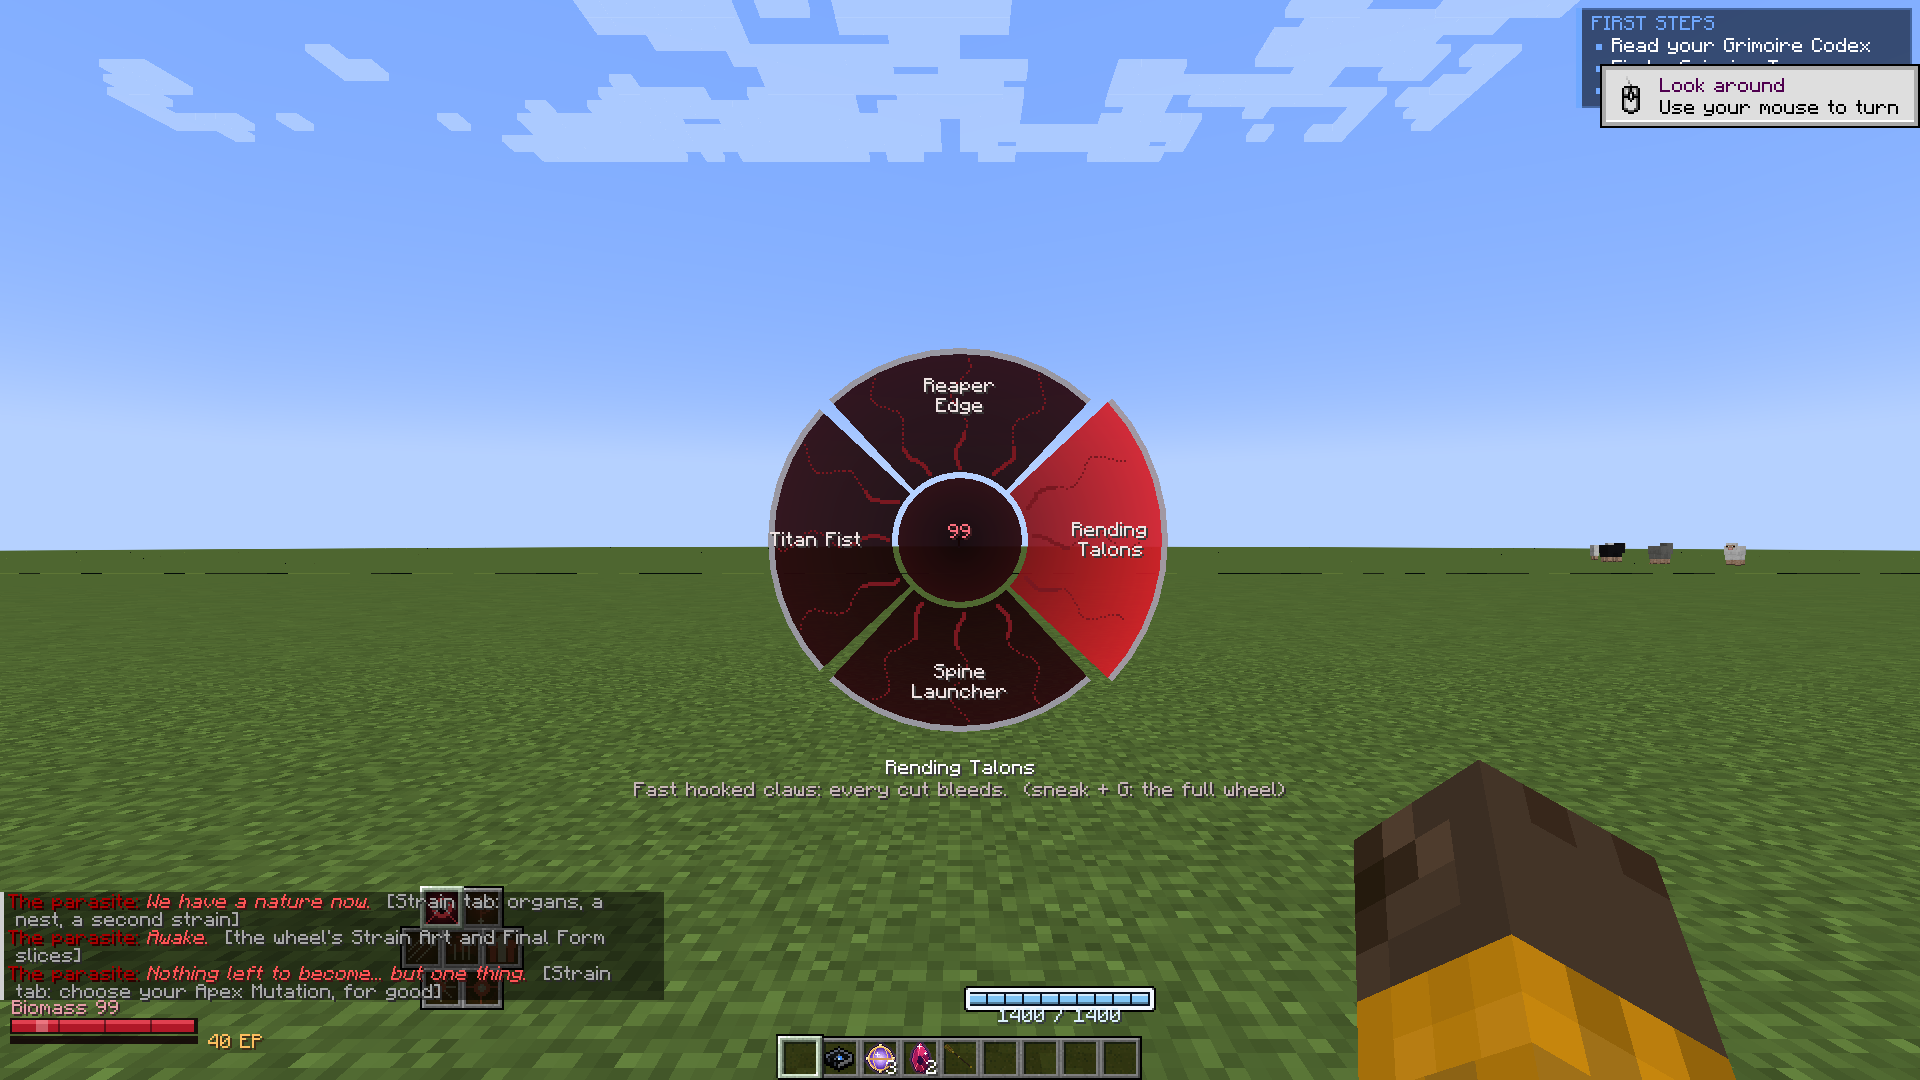 FIRST STEPS
Read your Grimoire Codex
Look around
Use your mouse to turn
Reaper
Edge
99
Rending
Talons
Titan Fist
Spine
Launcher
Rending Talons
Fast hooked claws: every cut bleeds. (sneak + G: the full wheel)
The parasite: We have a nature now. [Strain tab: organs, a
nest, a second strain]
The parasite: Awake. [the wheel's Strain Art and Final Form
slices]
The parasite: Nothing left to become... but one thing. [Strain
tab: choose your Apex Mutation, for good]
Biomass 99
40 EP
1400 / 1400
3
2